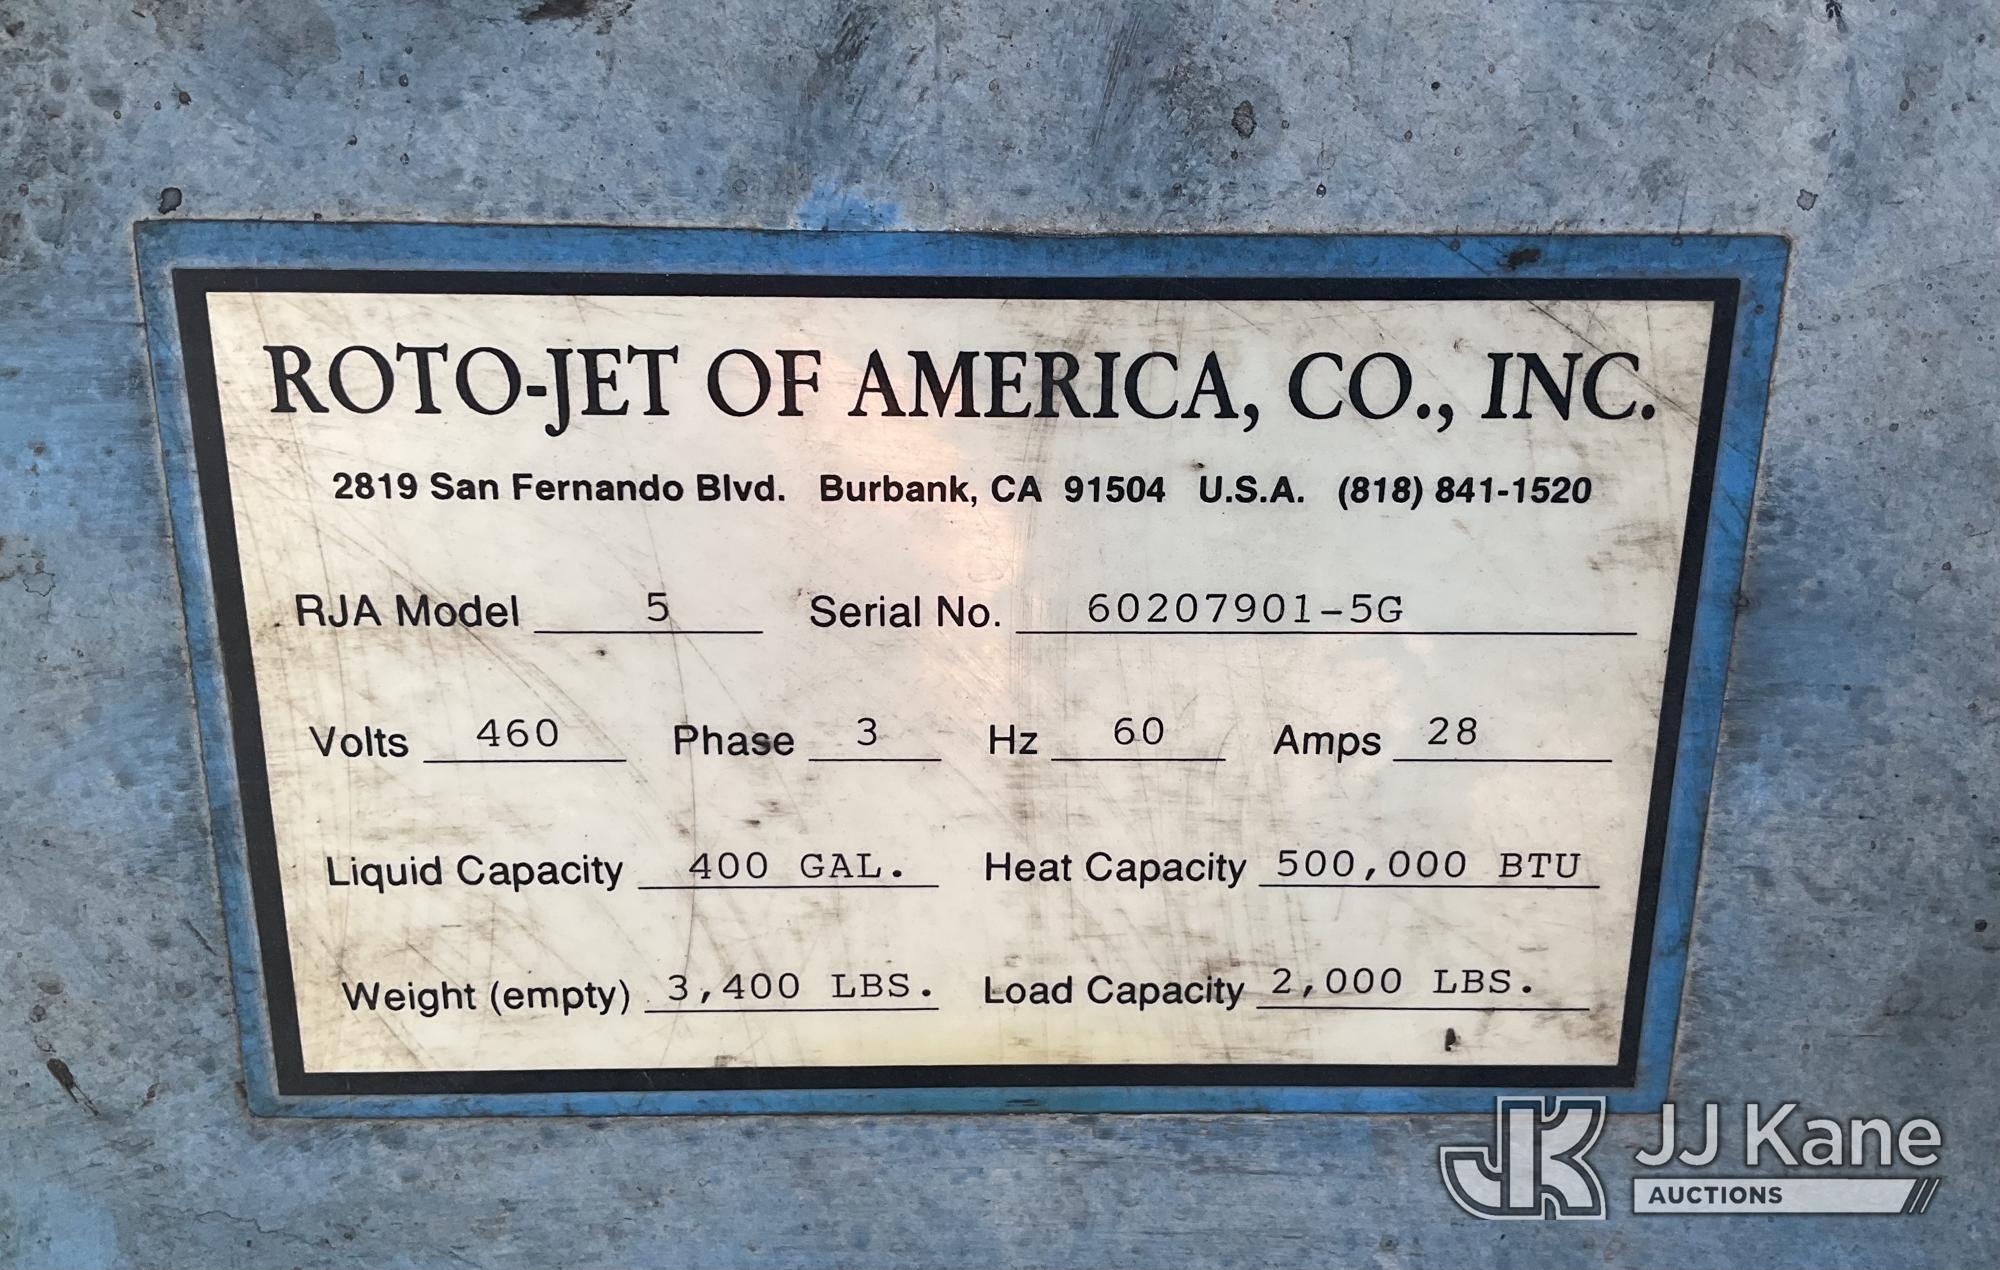 ROTO-JET OF AMERICA, CO., INC.
2819 San Fernando Blvd. Burbank, CA 91504 U.S.A. (818) 841-1520
RJA Model 5 Serial No. 60207901-5G
Volts 460 Phase 3 Hz 60 Amps 28
Liquid Capacity 400 GAL. Heat Capacity 500,000 BTU
Weight (empty) 3,400 LBS. Load Capacity 2,000 LBS.
JK JJ Kane
AUCTIONS